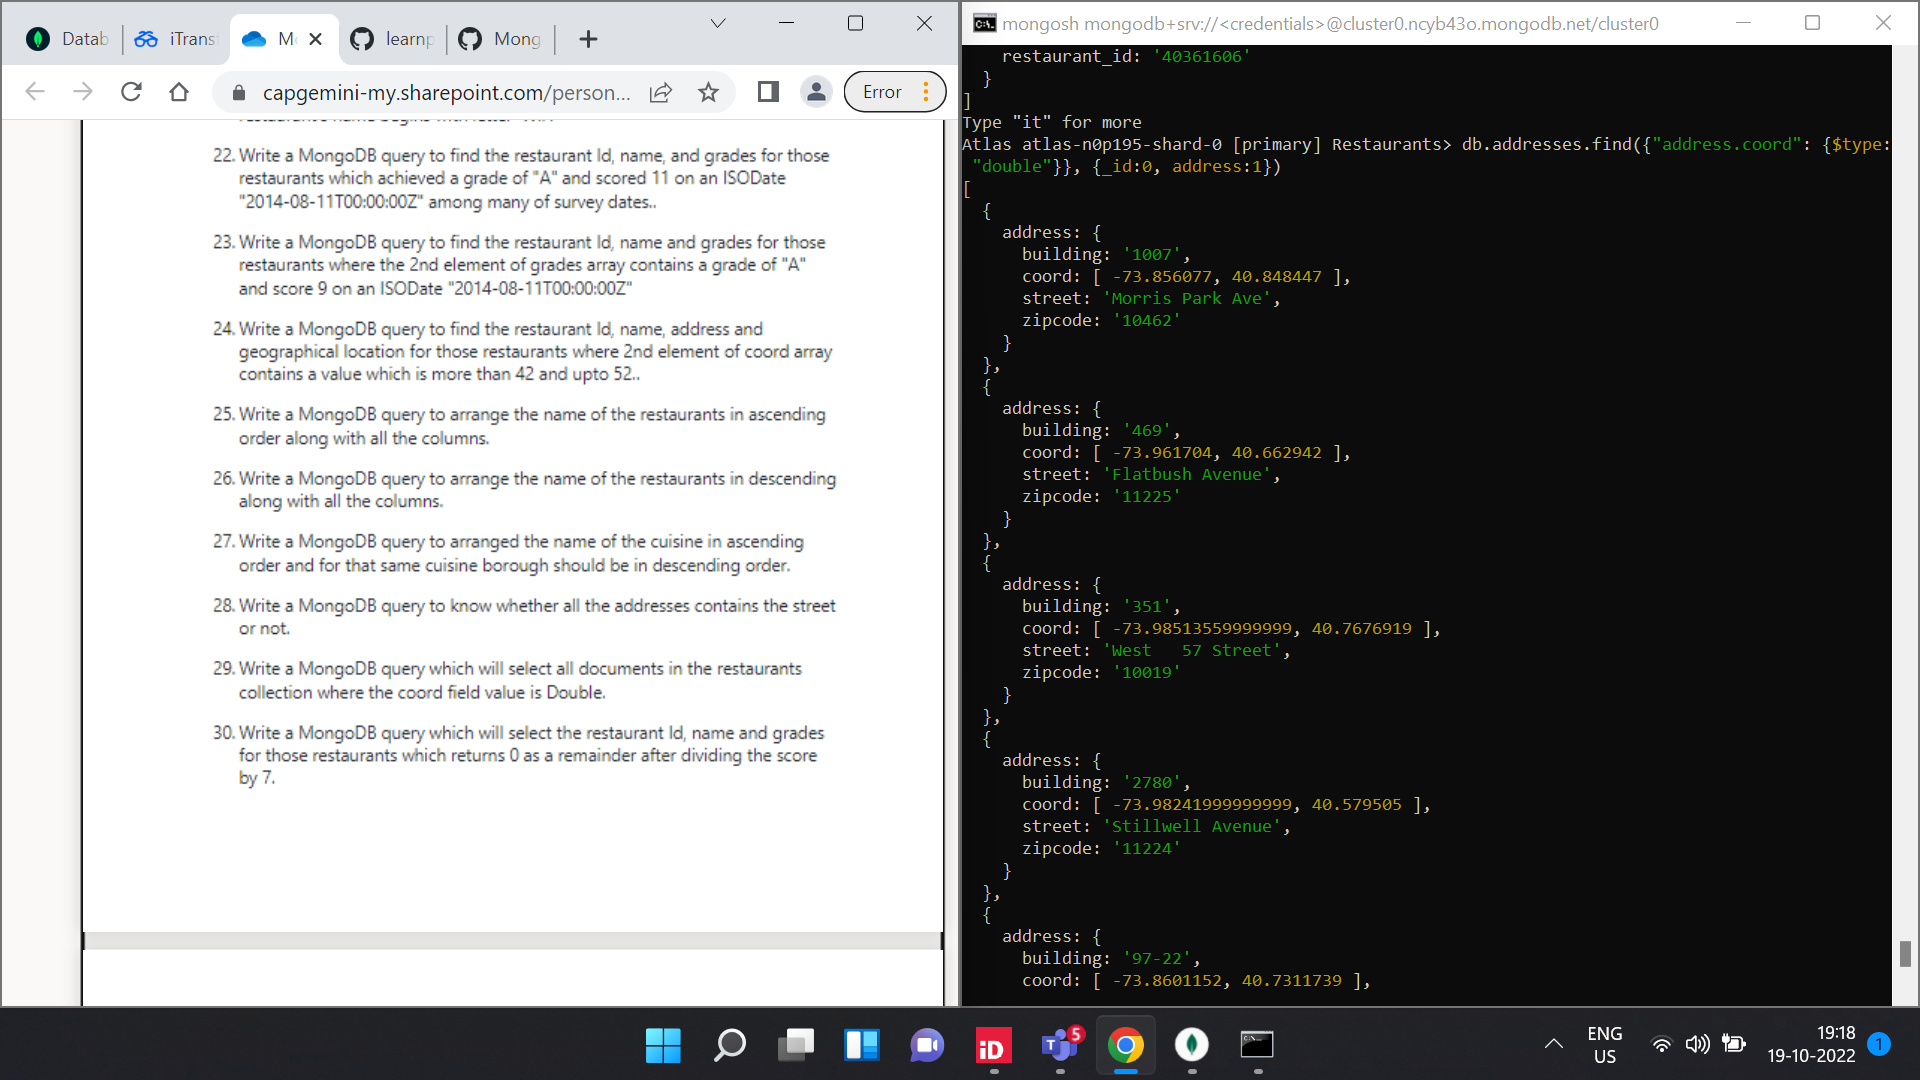 Datab
iTrans
M
learnp
Mong
capgemini-my.sharepoint.com/person...
Error
22. Write a MongoDB query to find the restaurant Id, name, and grades for those
restaurants which achieved a grade of "A" and scored 11 on an ISODate
"2014-08-11T00:00:00Z" among many of survey dates..
23. Write a MongoDB query to find the restaurant Id, name and grades for those
restaurants where the 2nd element of grades array contains a grade of "A"
and score 9 on an ISODate "2014-08-11T00:00:00Z"
24. Write a MongoDB query to find the restaurant Id, name, address and
geographical location for those restaurants where 2nd element of coord array
contains a value which is more than 42 and upto 52..
25. Write a MongoDB query to arrange the name of the restaurants in ascending
order along with all the columns.
26. Write a MongoDB query to arrange the name of the restaurants in descending
along with all the columns.
27. Write a MongoDB query to arranged the name of the cuisine in ascending
order and for that same cuisine borough should be in descending order.
28. Write a MongoDB query to know whether all the addresses contains the street
or not.
29. Write a MongoDB query which will select all documents in the restaurants
collection where the coord field value is Double.
30. Write a MongoDB query which will select the restaurant Id, name and grades
for those restaurants which returns 0 as a remainder after dividing the score
by 7.
mongosh mongodb+srv://<credentials>@cluster0.ncyb43o.mongodb.net/cluster0
restaurant_id: '40361606'
}
]
Type "it" for more
Atlas atlas-n0p195-shard-0 [primary] Restaurants> db.addresses.find({"address.coord": {$type:
"double"}}, {_id:0, address:1})
[
{
address: {
building: '1007',
coord: [ -73.856077, 40.848447 ],
street: 'Morris Park Ave',
zipcode: '10462'
}
},
{
address: {
building: '469',
coord: [ -73.961704, 40.662942 ],
street: 'Flatbush Avenue',
zipcode: '11225'
}
},
{
address: {
building: '351',
coord: [ -73.98513559999999, 40.7676919 ],
street: 'West   57 Street',
zipcode: '10019'
}
},
{
address: {
building: '2780',
coord: [ -73.98241999999999, 40.579505 ],
street: 'Stillwell Avenue',
zipcode: '11224'
}
},
{
address: {
building: '97-22',
coord: [ -73.8601152, 40.7311739 ],
iD
T
5
ENG
US
19:18
19-10-2022
1